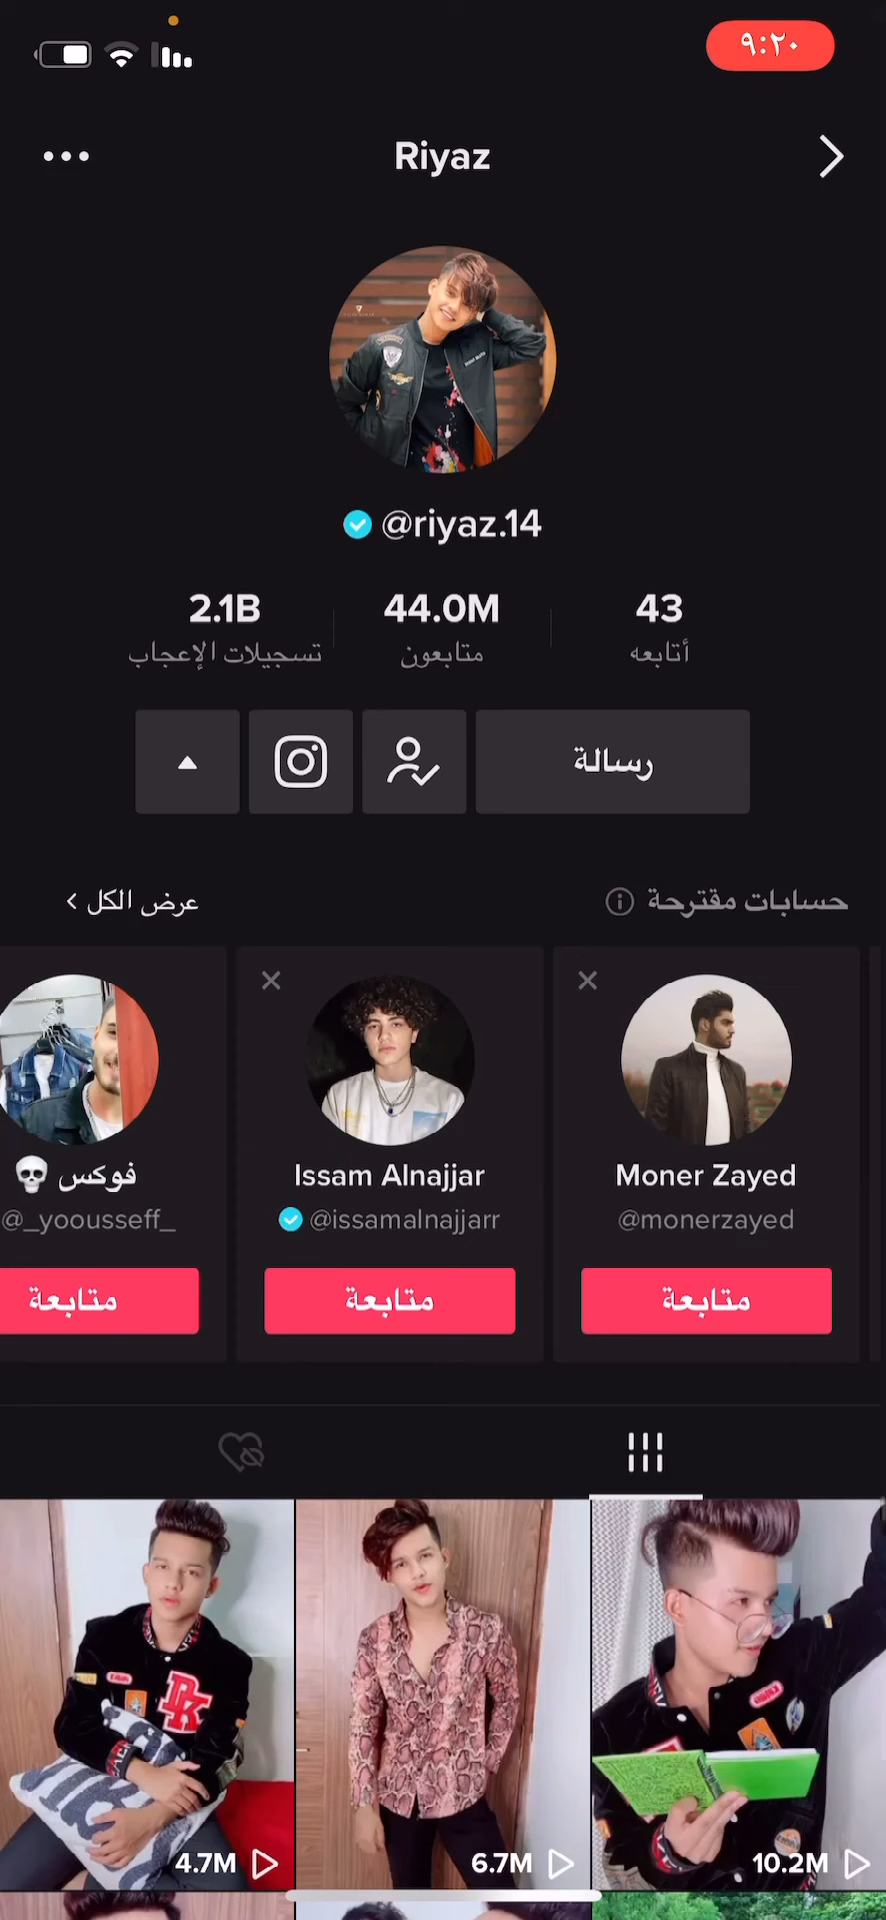 ٩:٢٠
Riyaz
@riyaz.14
43
أتابعه
44.0M
متابعون
2.1B
تسجيلات الإعجاب
رسالة
حسابات مقترحة
عرض الكل
Moner Zayed
@monerzayed
متابعة
Issam Alnajjar
@issamalnajjarr
متابعة
فوكس 💀
@_yoousseff_
متابعة
4.7M
6.7M
10.2M